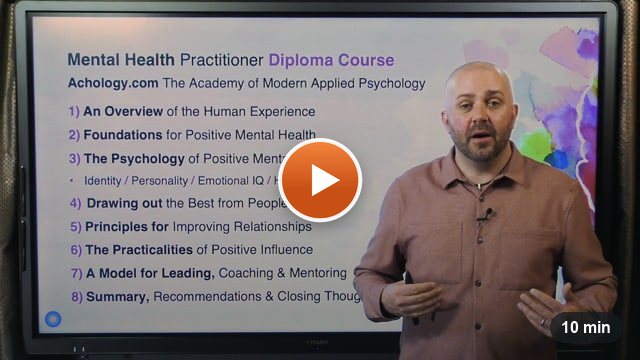 Mental Health Practitioner Diploma Course
Achology.com The Academy of Modern Applied Psychology
1) An Overview of the Human Experience
2) Foundations for Positive Mental Health
3) The Psychology of Positive
• Identity / Personality / Emotional IQ /
4) Drawing out the Best from People
5) Principles for Improving Relationships
6) The Practicalities of Positive Influence
7) A Model for Leading, Coaching & Mentoring
8) Summary, Recommendations & Closing
CTOUCH
10 min